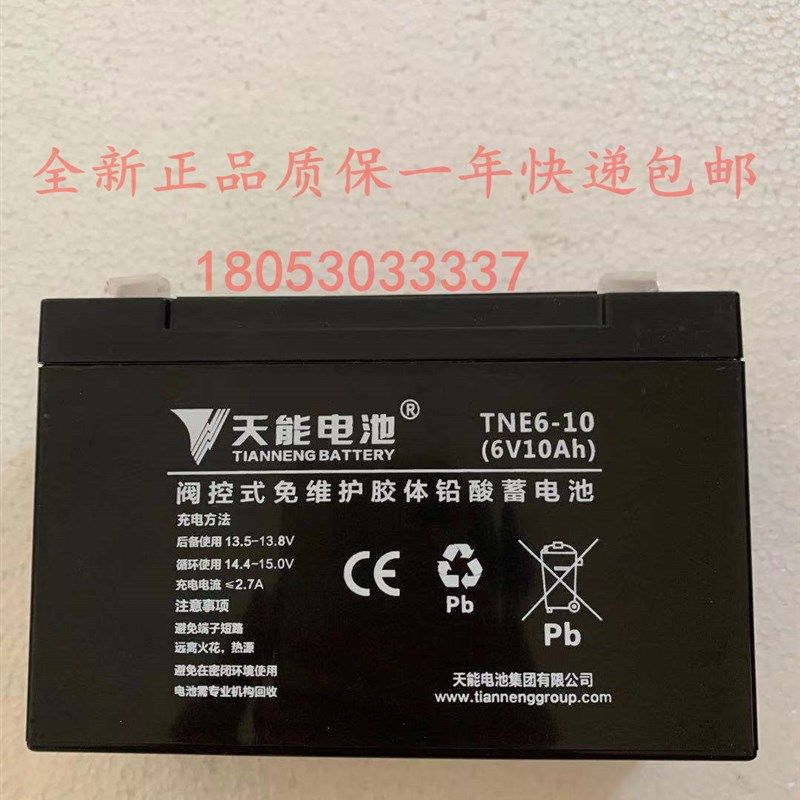 全新正品质保一年快递包邮
18053033337
天能电池®
TIANNENG BATTERY
TNE6-10
(6V10Ah)
阀控式免维护胶体铅酸蓄电池
充电方法
后备使用 13.5-13.8V
循环使用 14.4-15.0V
充电电流 ≤2.7A
注意事项
避免端子短路
远离火花，热源
避免在密闭环境使用
电池需专业机构回收
CE
Pb
Pb
天能电池集团有限公司
www.tiannenggroup.com